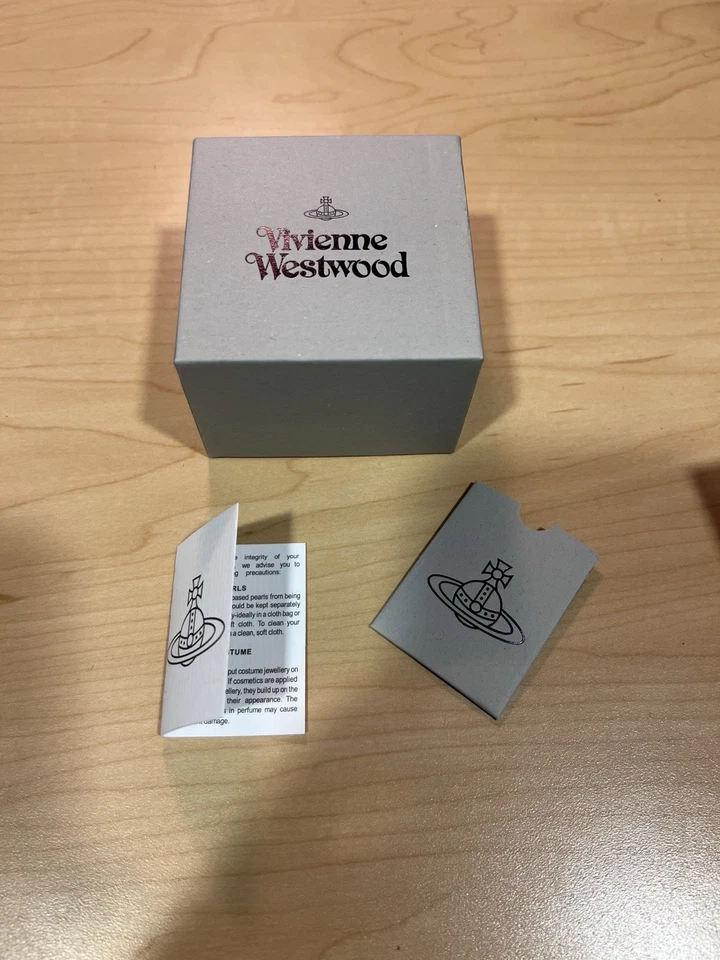 Vivienne
Westwood
integrity of your
we advise you to
precautions:
RLS
based pearls from being
ould be kept separately
y-ideally in a cloth bag or
ft cloth. To clean your
a clean, soft cloth.
STUME
put costume jewellery on
If cosmetics are applied
ellery, they build up on the
their appearance. The
in perfume may cause
damage.